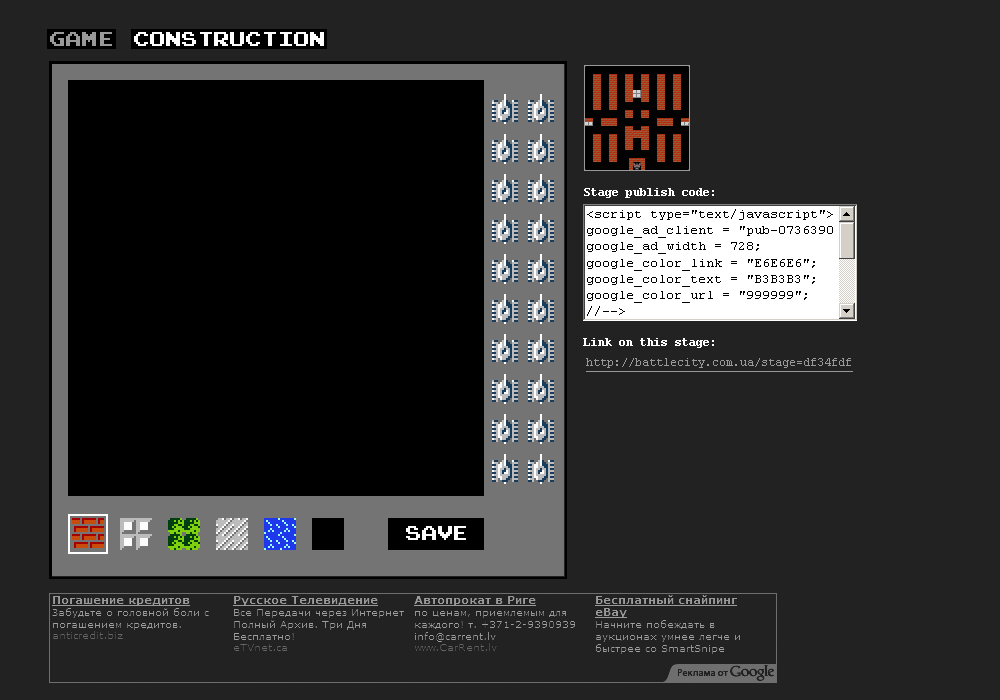 GAME CONSTRUCTION
Stage publish code:
<script type="text/javascript">
google_ad_client = "pub-0736390
google_ad_width = 728;
google_color_link = "E6E6E6";
google_color_text = "B3B3B3";
google_color_url = "999999";
//-->
Link on this stage:
http://battlecity.com.ua/stage=df34fdf
SAVE
Погашение кредитов
Забудьте о головной боли с
погашением кредитов.
anticredit.biz
Русское Телевидение
Все Передачи через Интернет
Полный Архив. Три Дня
Бесплатно!
eTVnet.ca
Автопрокат в Риге
по ценам, приемлемым для
каждого! т. +371-2-9390939
info@carrent.lv
www.CarRent.lv
Бесплатный снайпинг
eBay
Начните побеждать в
аукционах умнее легче и
быстрее со SmartSnipe
Реклама от Google